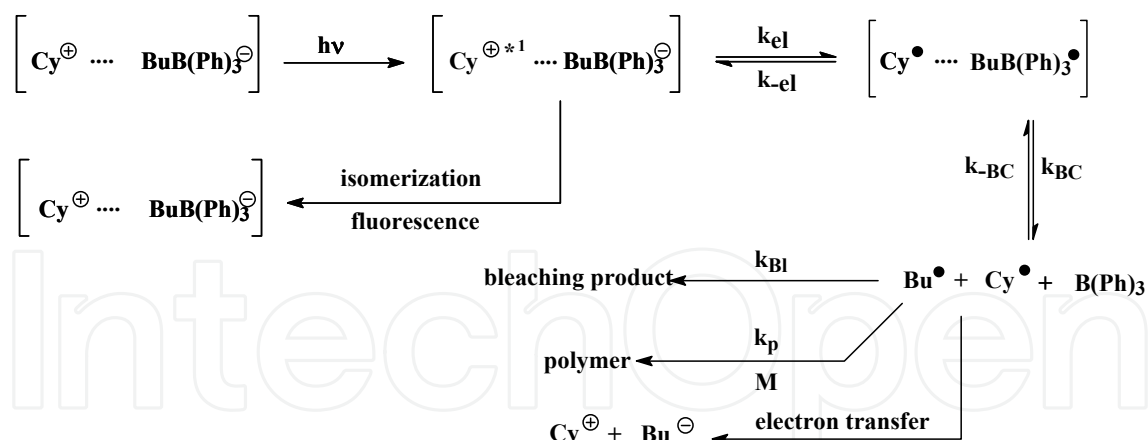 [Cy⊕ ···· BuB(Ph)3⊖] hν [Cy⊕*1 ···· BuB(Ph)3⊖] kel k-el [Cy● ···· BuB(Ph)3●]
k-BC kBC
[Cy⊕ ···· BuB(Ph)3⊖] isomerization
fluorescence
bleaching product kBl Bu● + Cy● + B(Ph)3
polymer kp
M
Cy⊕ + Bu⊖ electron transfer
IntechOpen